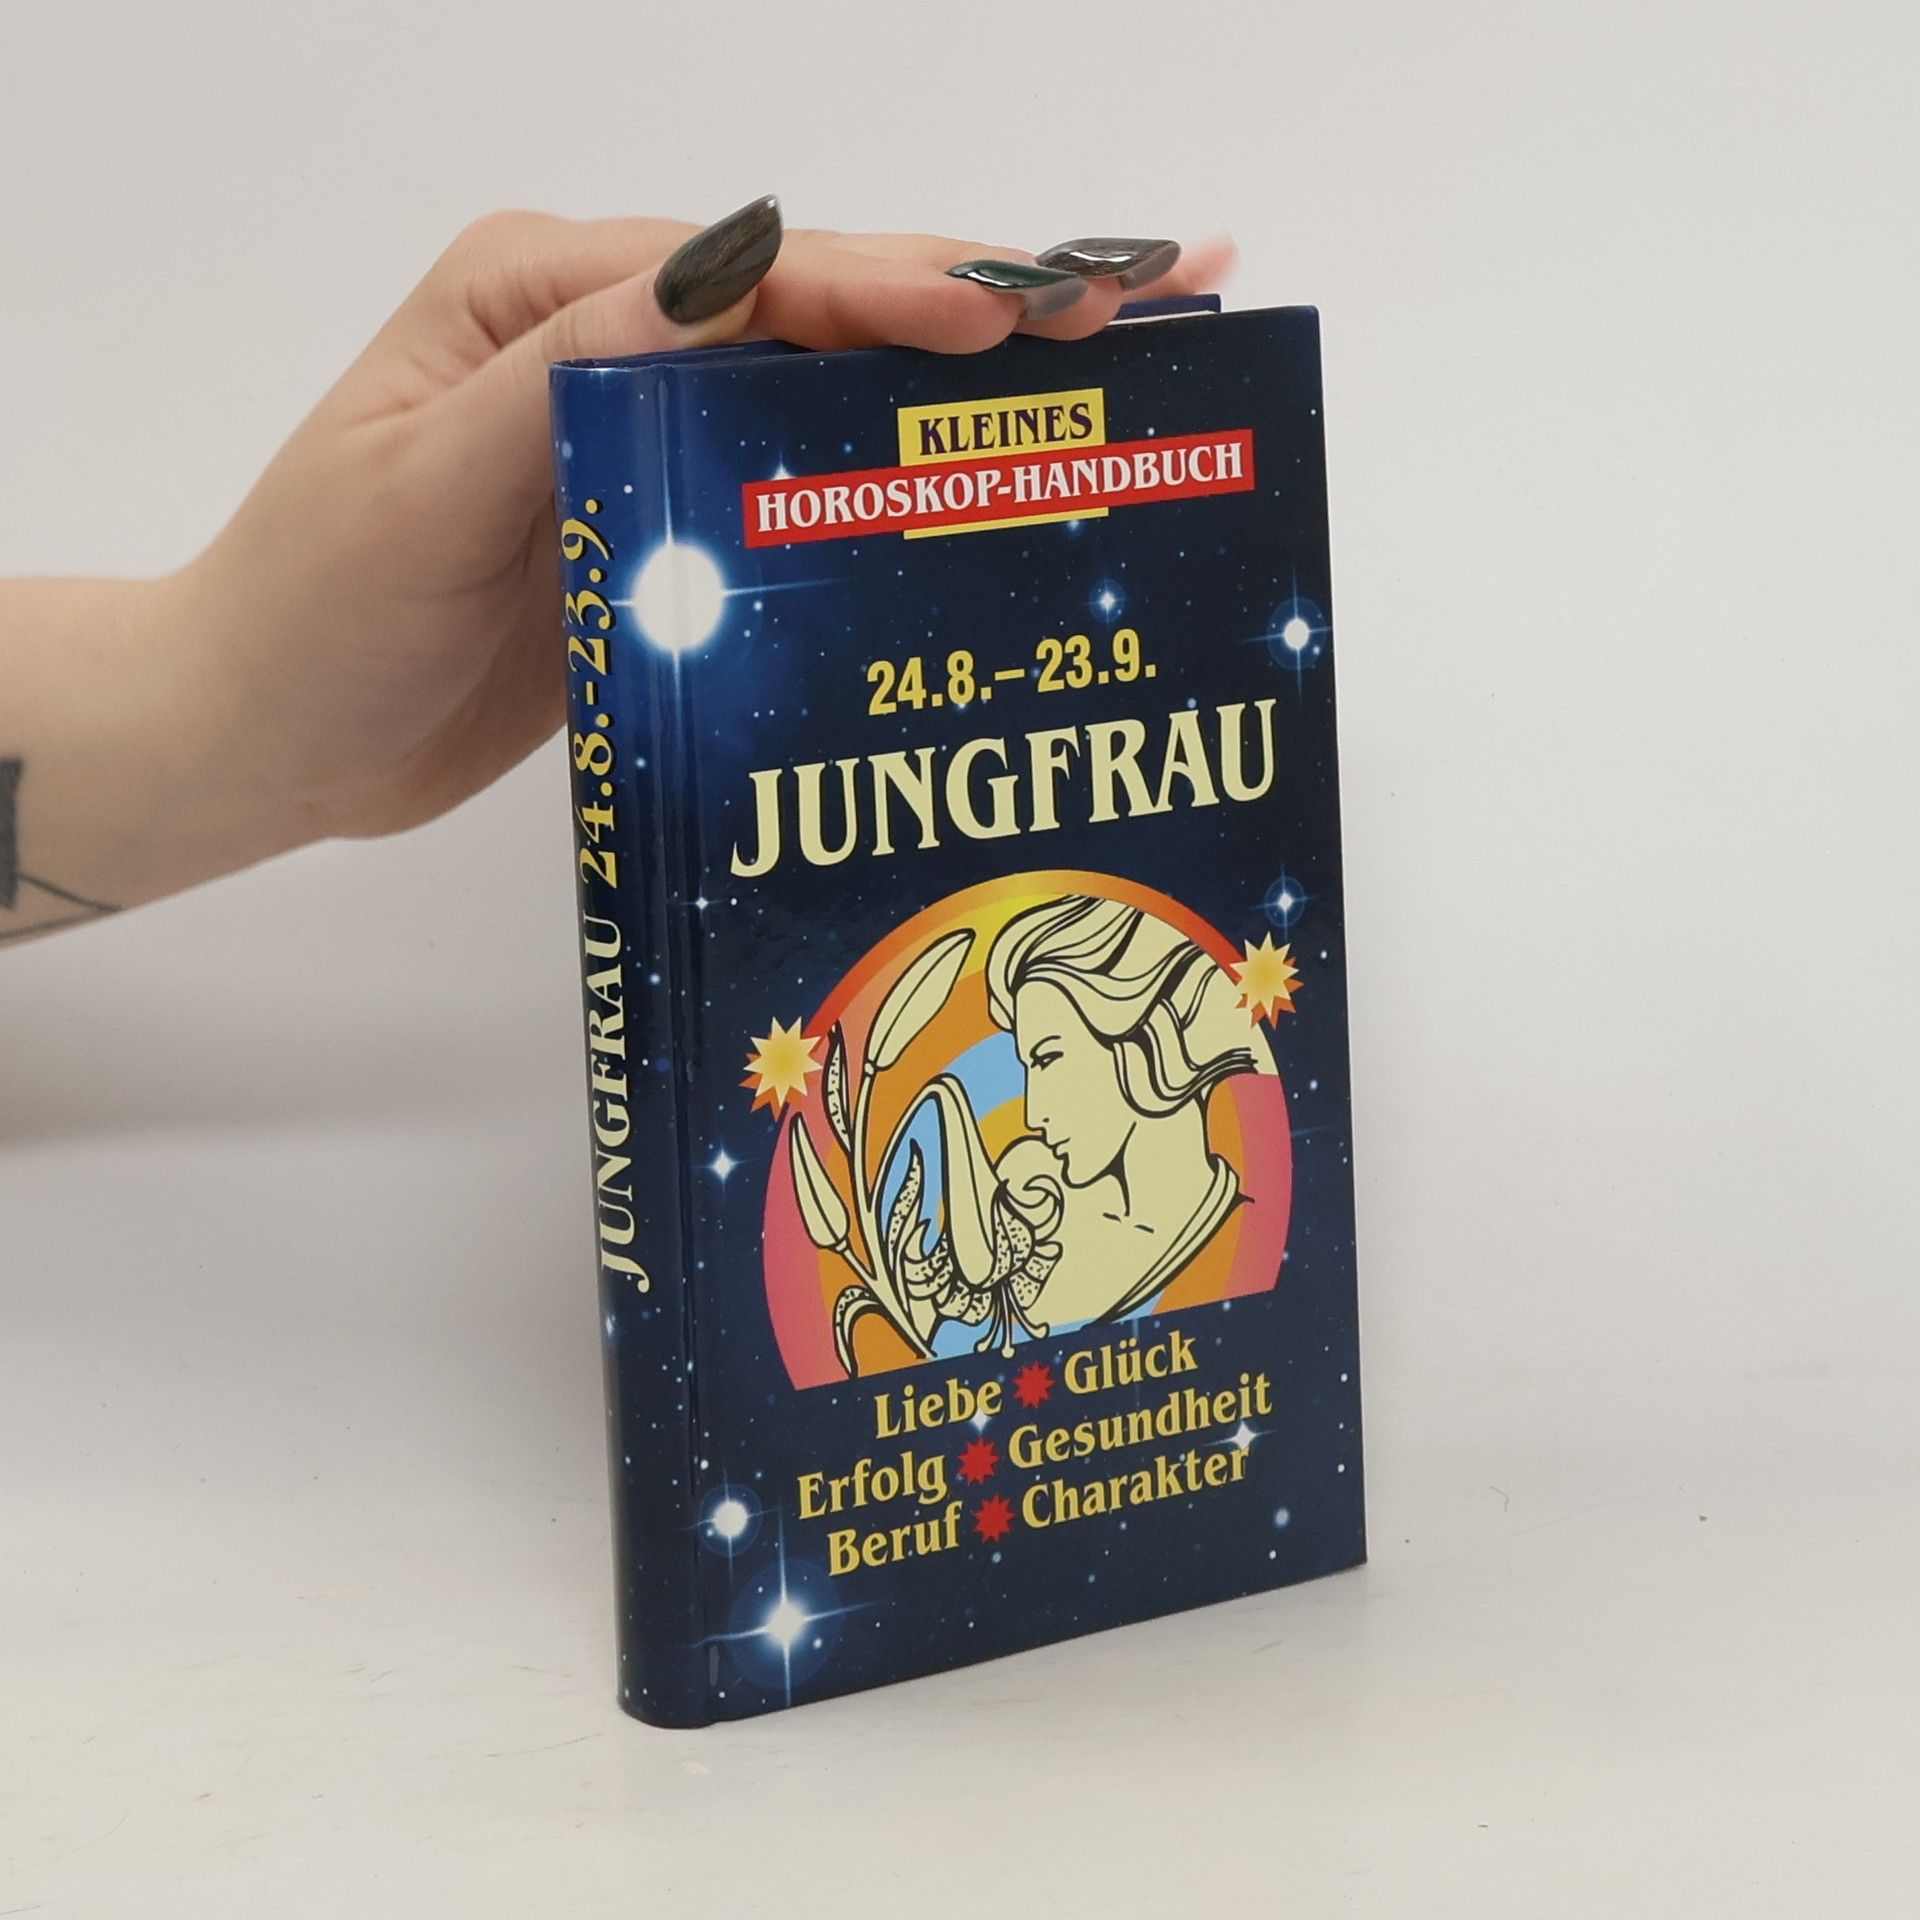 KLEINES
HOROSKOP-HANDBUCH
24.8.–23.9.
JUNGFRAU
Liebe Glück
Erfolg Gesundheit
Beruf Charakter
JUNGFRAU 24.8.–23.9.